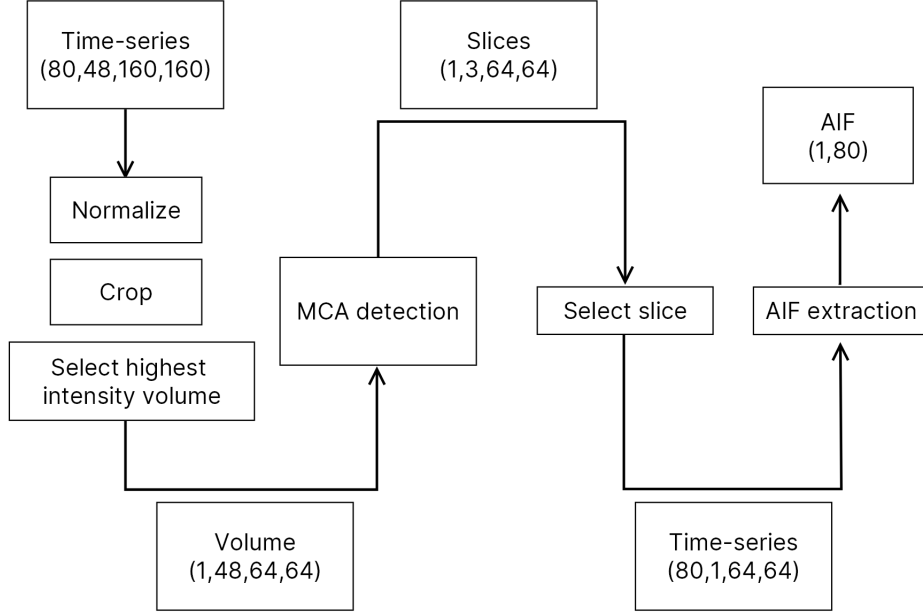 Time-series
(80,48,160,160)
Normalize
Crop
Select highest
intensity volume
Volume
(1,48,64,64)
MCA detection
Slices
(1,3,64,64)
Select slice
Time-series
(80,1,64,64)
AIF extraction
AIF
(1,80)